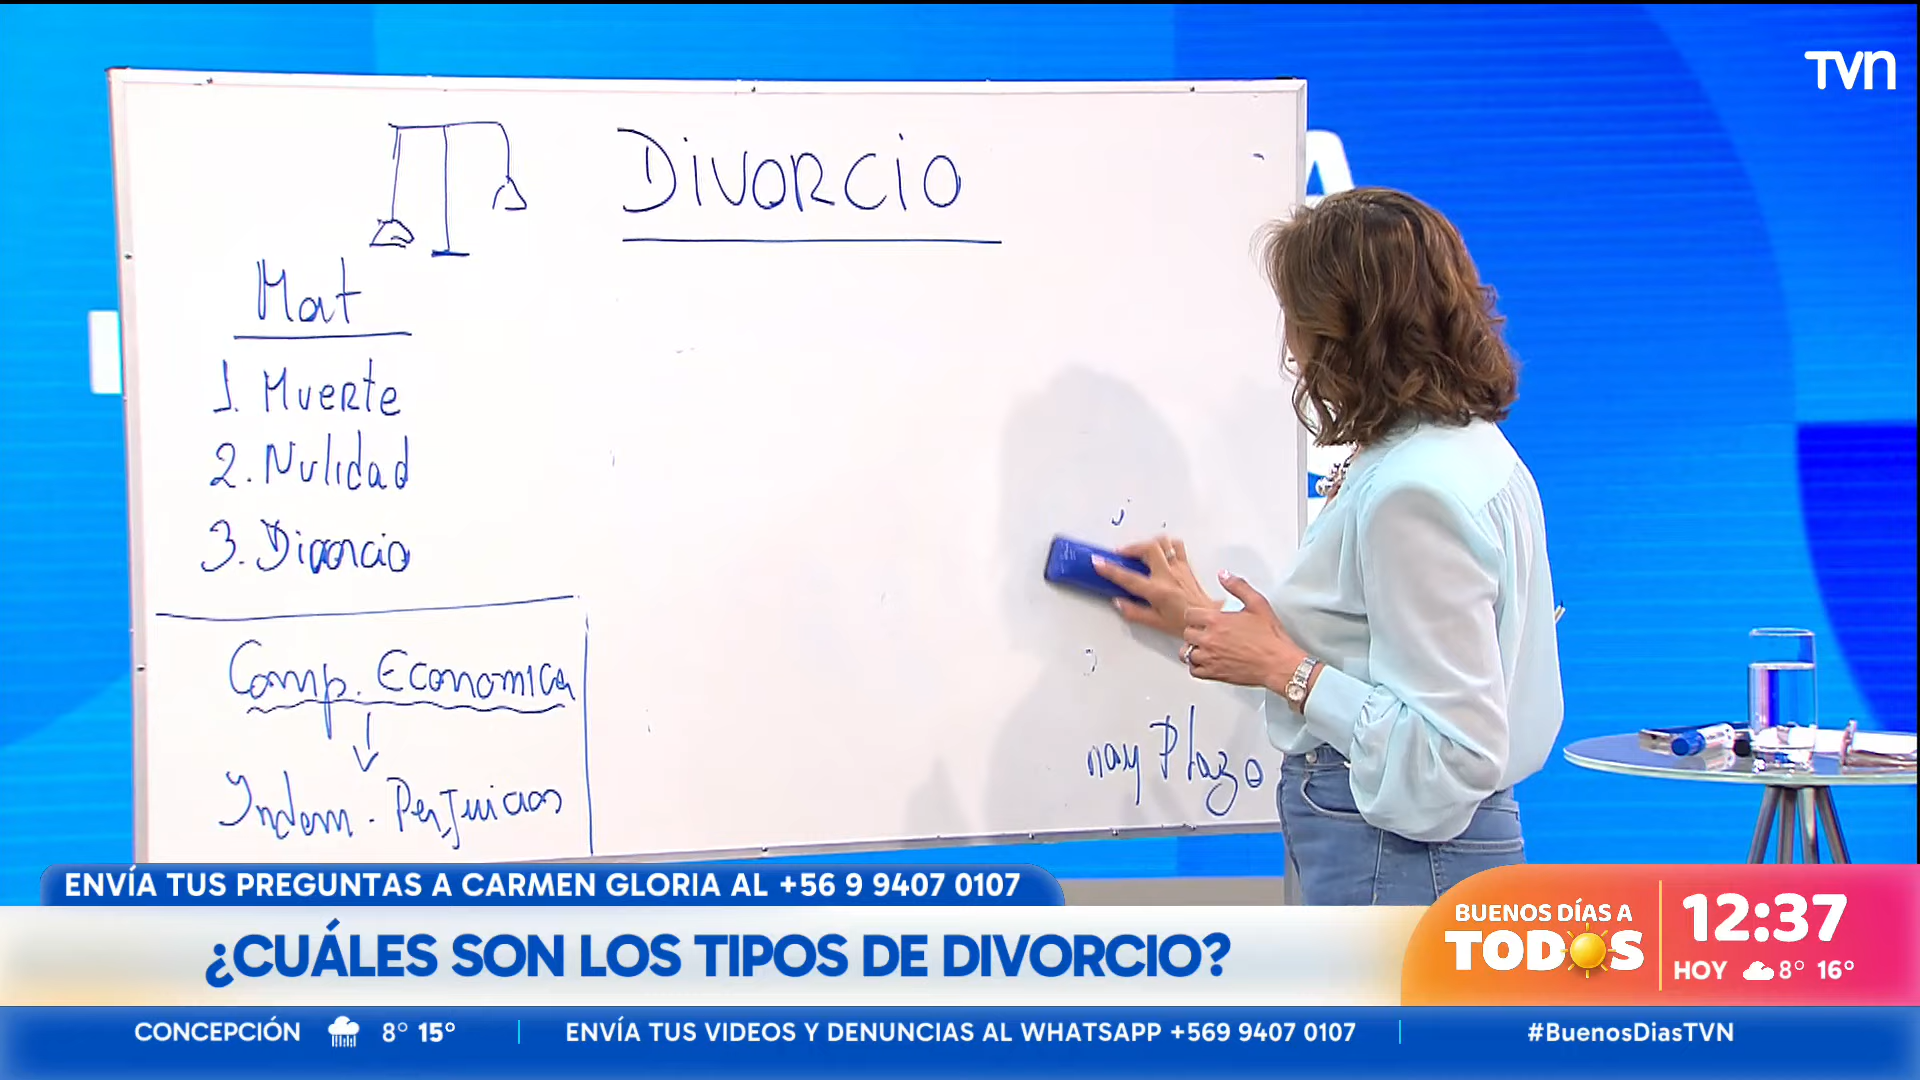 TVN
DIVORCIO
Mat
1. Muerte
2. Nulidad
3. Divorcio
Comp. Economica
Indem. Perjuicios
hay Plazo
ENVÍA TUS PREGUNTAS A CARMEN GLORIA AL +56 9 9407 0107
¿CUÁLES SON LOS TIPOS DE DIVORCIO?
BUENOS DÍAS A
TODOS
12:37
HOY 8° 16°
CONCEPCIÓN 8° 15° ENVÍA TUS VIDEOS Y DENUNCIAS AL WHATSAPP +569 9407 0107 #BuenosDiasTVN